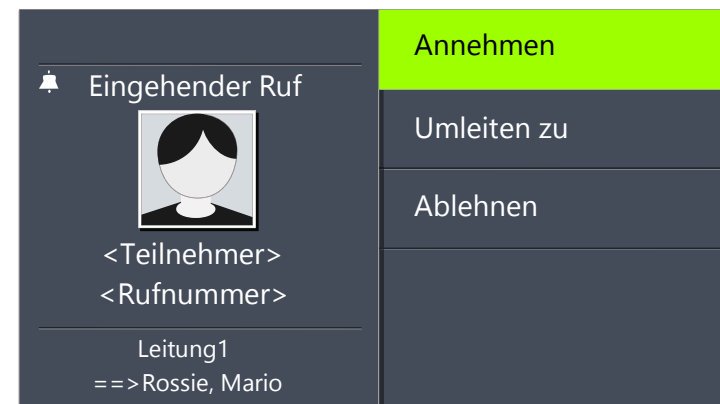 Eingehender Ruf
<Teilnehmer>
<Rufnummer>
Leitung1
==>Rossie, Mario
Annehmen
Umleiten zu
Ablehnen